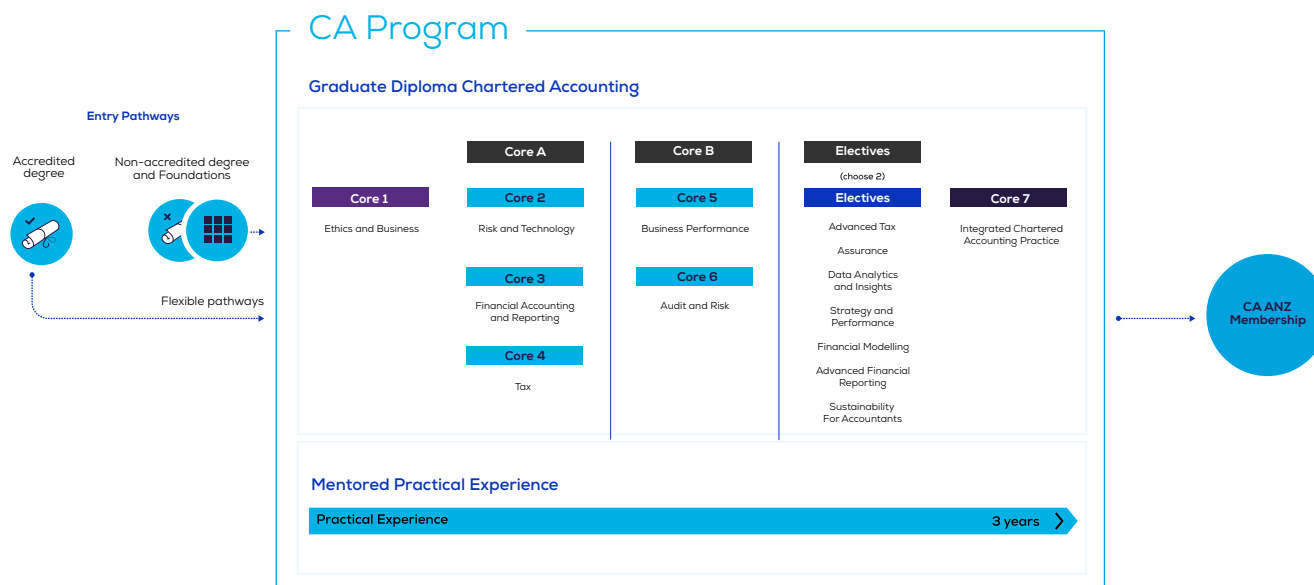 CA Program
Graduate Diploma Chartered Accounting
Entry Pathways
Accredited
degree
Non-accredited degree
and Foundations
Flexible pathways
Core 1
Ethics and Business
Core A
Core 2
Risk and Technology
Core 3
Financial Accounting
and Reporting
Core 4
Tax
Core B
Core 5
Business Performance
Core 6
Audit and Risk
Electives
(choose 2)
Electives
Advanced Tax
Assurance
Data Analytics
and Insights
Strategy and
Performance
Financial Modelling
Advanced Financial
Reporting
Sustainability
For Accountants
Core 7
Integrated Chartered
Accounting Practice
CA ANZ
Membership
Mentored Practical Experience
Practical Experience
3 years